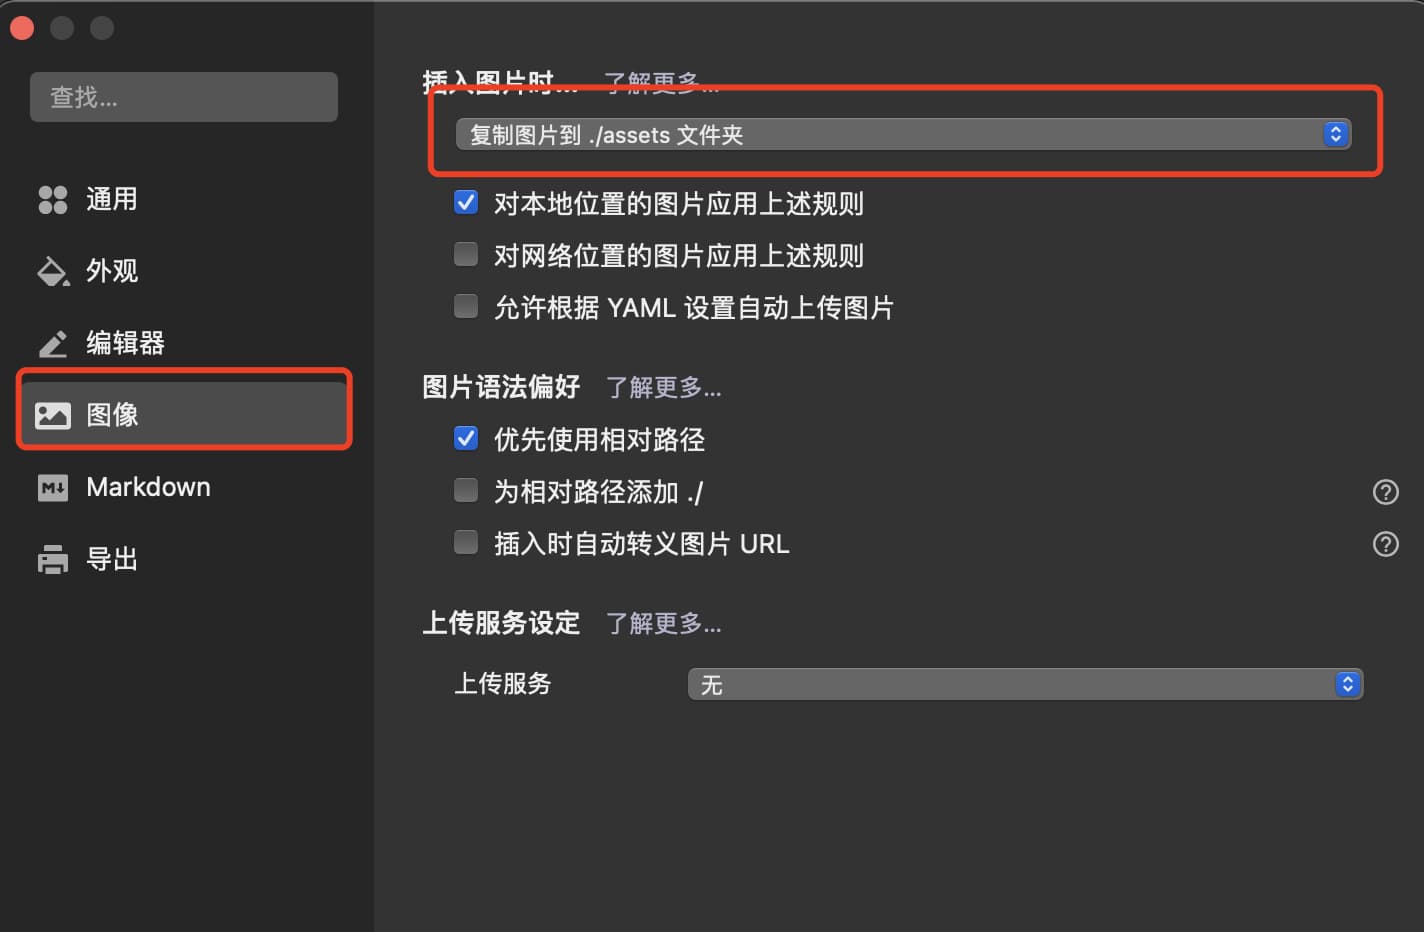 查找...
通用
外观
编辑器
图像
Markdown
导出
插入图片时... 了解更多...
复制图片到 ./assets 文件夹
对本地位置的图片应用上述规则
对网络位置的图片应用上述规则
允许根据 YAML 设置自动上传图片
图片语法偏好 了解更多...
优先使用相对路径
为相对路径添加 ./
?
插入时自动转义图片 URL
?
上传服务设定 了解更多...
上传服务 无